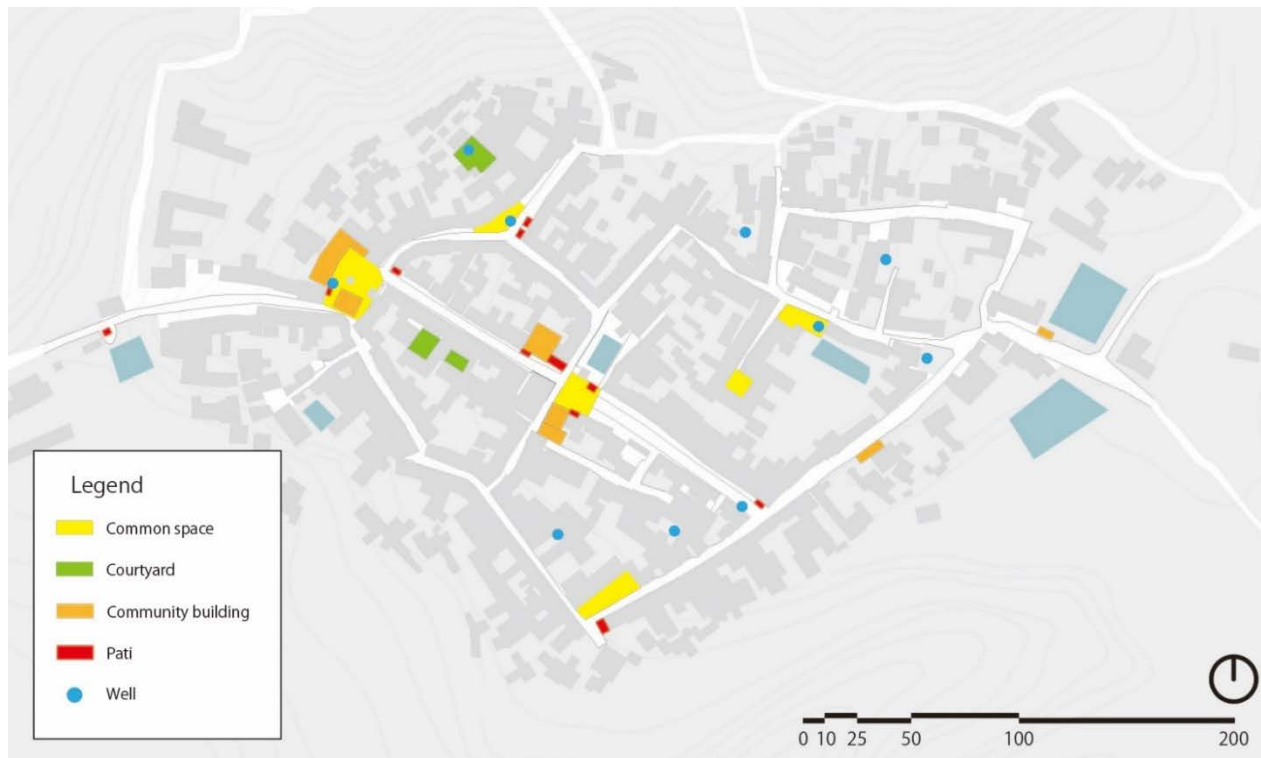 Legend
Common space
Courtyard
Community building
Pati
Well
0 10 25 50 100 200